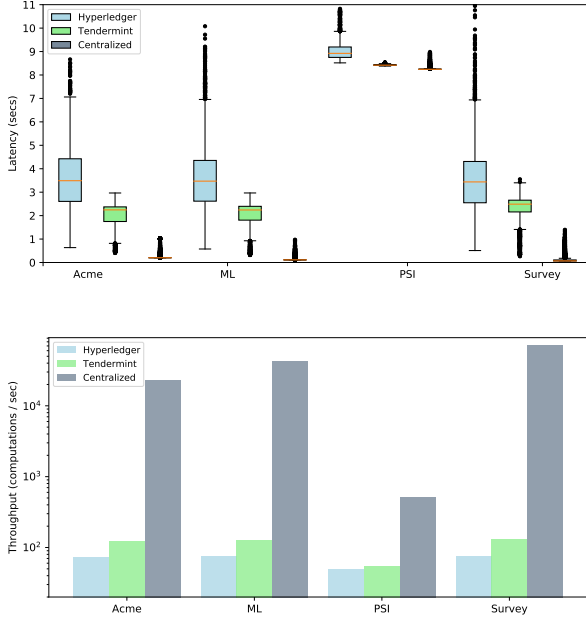 11
10
9
8
7
6
5
4
3
2
1
0
Latency (secs)
Hyperledger
Tendermint
Centralized
Acme ML PSI Survey
Throughput (computations / sec)
10^4
10^3
10^2
Hyperledger
Tendermint
Centralized
Acme ML PSI Survey